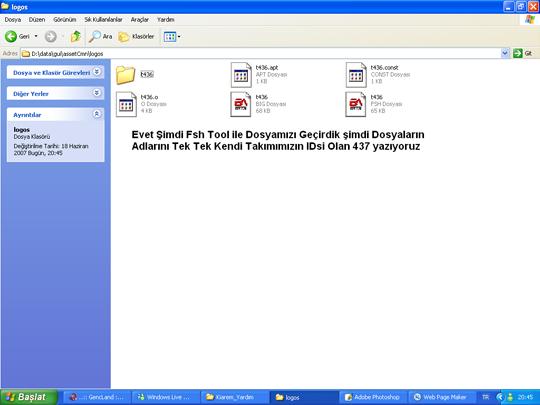 logos
Dosya Düzen Görünüm Sık Kullanılanlar Araçlar Yardım
Geri Ara Klasörler
Adres D:\data\gui\assetCmn\logos Git
Dosya ve Klasör Görevleri
Diğer Yerler
Ayrıntılar
logos
Dosya Klasörü
Değiştirilme Tarihi: 18 Haziran
2007 Bugün, 20:45
t436
t436.apt
APT Dosyası
1 KB
t436.const
CONST Dosyası
1 KB
t436.o
O Dosyası
4 KB
t436
BIG Dosyası
68 KB
t436
FSH Dosyası
65 KB
Evet Şimdi Fsh Tool ile Dosyamızı Geçirdik şimdi Dosyaların
Adlarını Tek Tek Kendi Takımımızın IDsi Olan 437 yazıyoruz
Başlat ..:: GencLand :... Windows Live ... Kiarem_Yardım logos Adobe Photoshop Web Page Maker TR 20:45